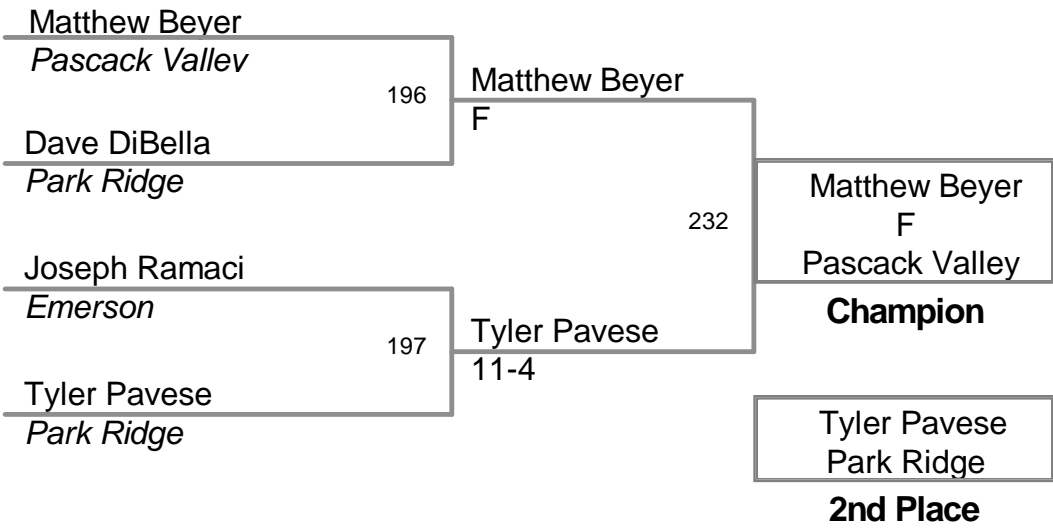 Matthew Beyer
Pascack Valley
196
Dave DiBella
Park Ridge
Joseph Ramaci
Emerson
197
Tyler Pavese
Park Ridge
Matthew Beyer
F
232
Tyler Pavese
11-4
Matthew Beyer
F
Pascack Valley
Champion
Tyler Pavese
Park Ridge
2nd Place